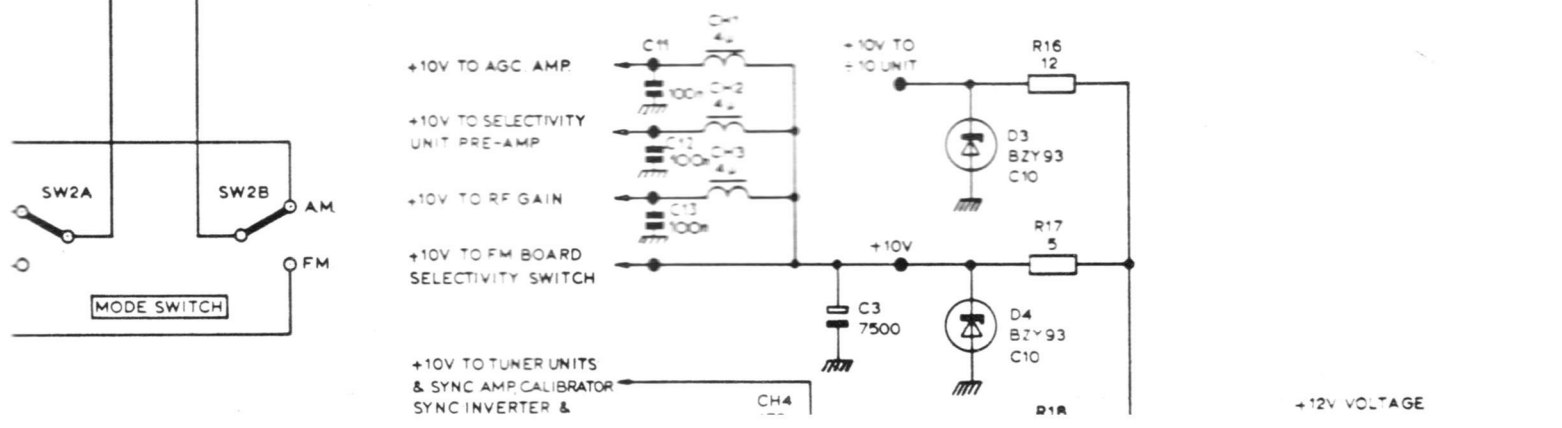 SW2A
SW2B
AM.
FM
MODE SWITCH
+10V TO AGC. AMP.
C11
CH1
4μ
100n
+10V TO SELECTIVITY
UNIT PRE-AMP
CH2
4μ
C12
100n
+10V TO RF GAIN
CH3
4μ
C13
100n
+10V TO FM BOARD
SELECTIVITY SWITCH
+10V
C3
7500
+10V TO
÷10 UNIT
R16
12
D3
BZY93
C10
R17
5
D4
BZY93
C10
+10V TO TUNER UNITS
& SYNC AMP, CALIBRATOR
SYNC INVERTER &
CH4
R18
+12V VOLTAGE